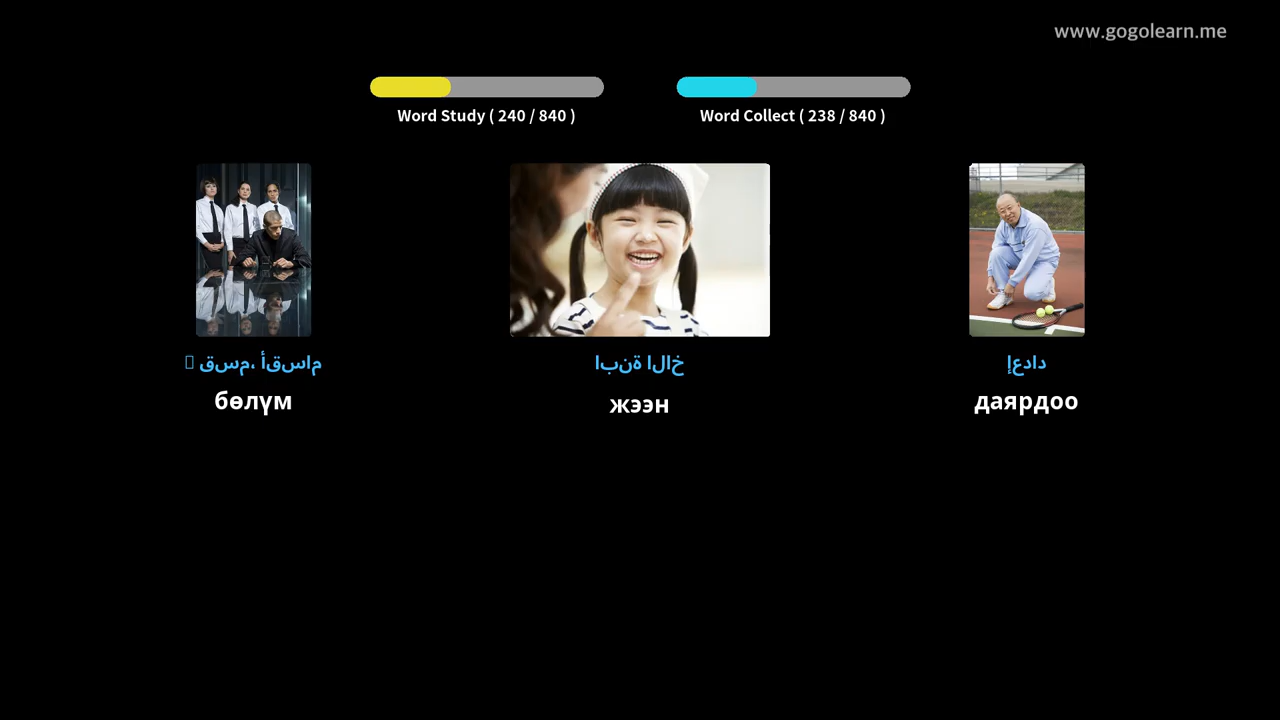 www.gogolearn.me
Word Study ( 240 / 840 )
Word Collect ( 238 / 840 )
قسم، أقسام
ابنة الاخ
إعداد
бөлүм
жээн
даярдоо